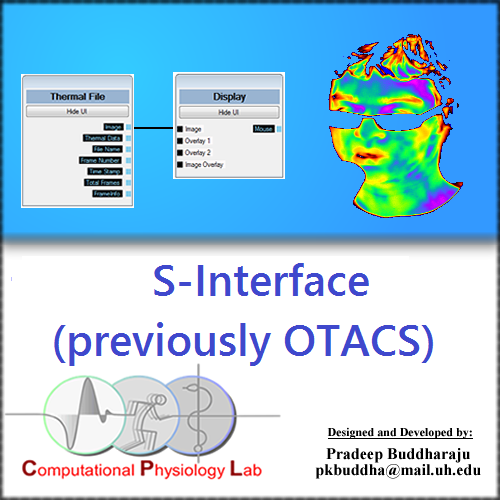 Thermal File
Hide UI
Image
Thermal Data
File Name
Frame Number
Time Stamp
Total Frames
FrameInfo
Display
Hide UI
Image
Mouse
Overlay 1
Overlay 2
Image Overlay
S-Interface
(previously OTACS)
Computational Physiology Lab
Designed and Developed by:
Pradeep Buddharaju
pkbuddha@mail.uh.edu